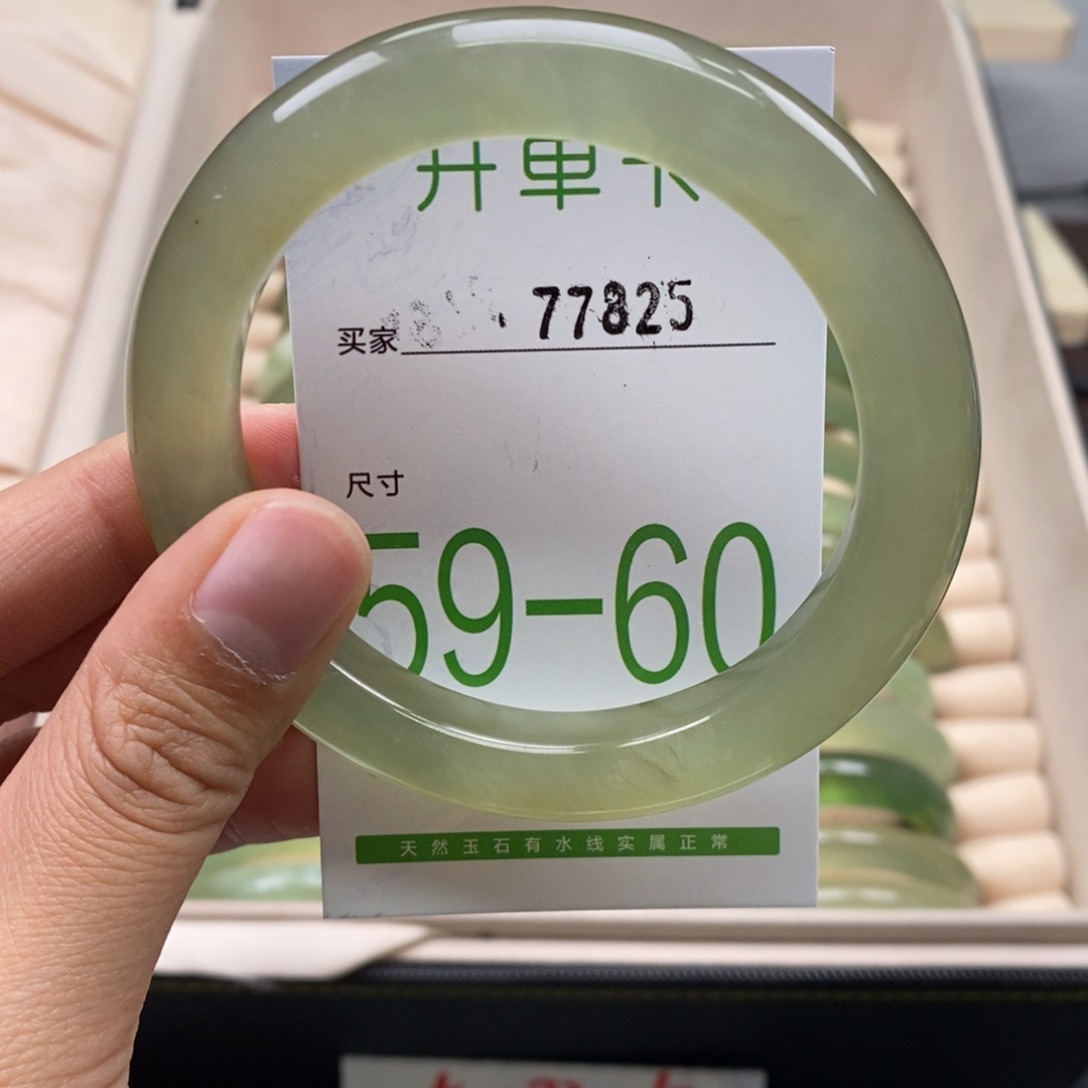 开单卡
买家 77825
尺寸
59-60
天然玉石有水线实属正常